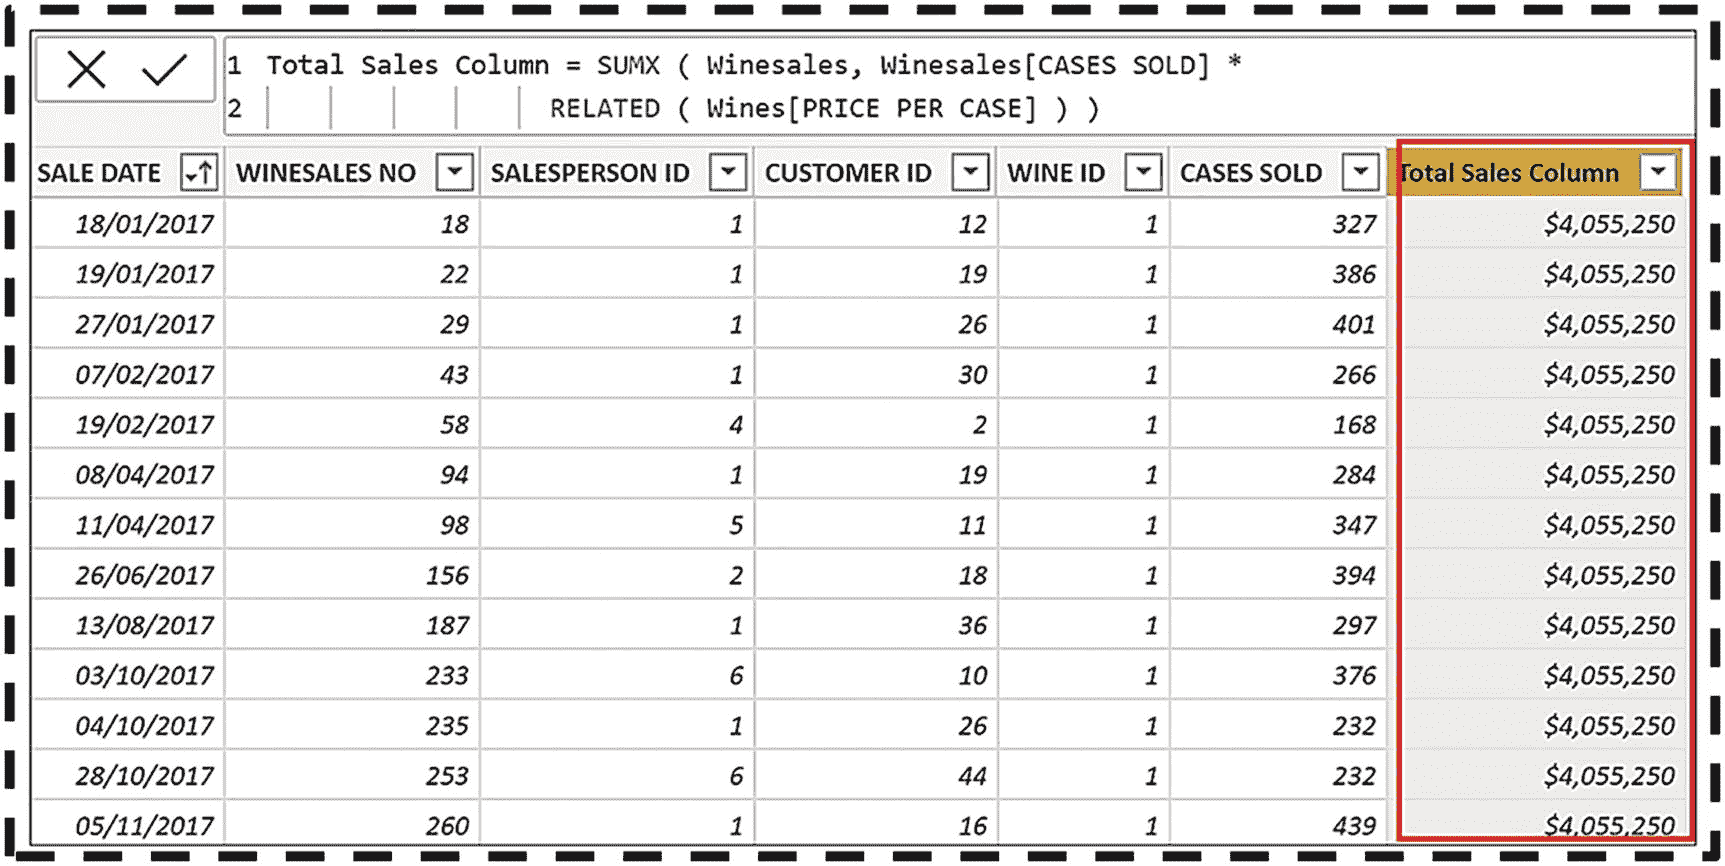 1 Total Sales Column = SUMX ( Winesales, Winesales[CASES SOLD] *
2 RELATED ( Wines[PRICE PER CASE] ) )
SALE DATE WINESALES NO SALESPERSON ID CUSTOMER ID WINE ID CASES SOLD Total Sales Column
18/01/2017 18 1 12 1 327 $4,055,250
19/01/2017 22 1 19 1 386 $4,055,250
27/01/2017 29 1 26 1 401 $4,055,250
07/02/2017 43 1 30 1 266 $4,055,250
19/02/2017 58 4 2 1 168 $4,055,250
08/04/2017 94 1 19 1 284 $4,055,250
11/04/2017 98 5 11 1 347 $4,055,250
26/06/2017 156 2 18 1 394 $4,055,250
13/08/2017 187 1 36 1 297 $4,055,250
03/10/2017 233 6 10 1 376 $4,055,250
04/10/2017 235 1 26 1 232 $4,055,250
28/10/2017 253 6 44 1 232 $4,055,250
05/11/2017 260 1 16 1 439 $4,055,250